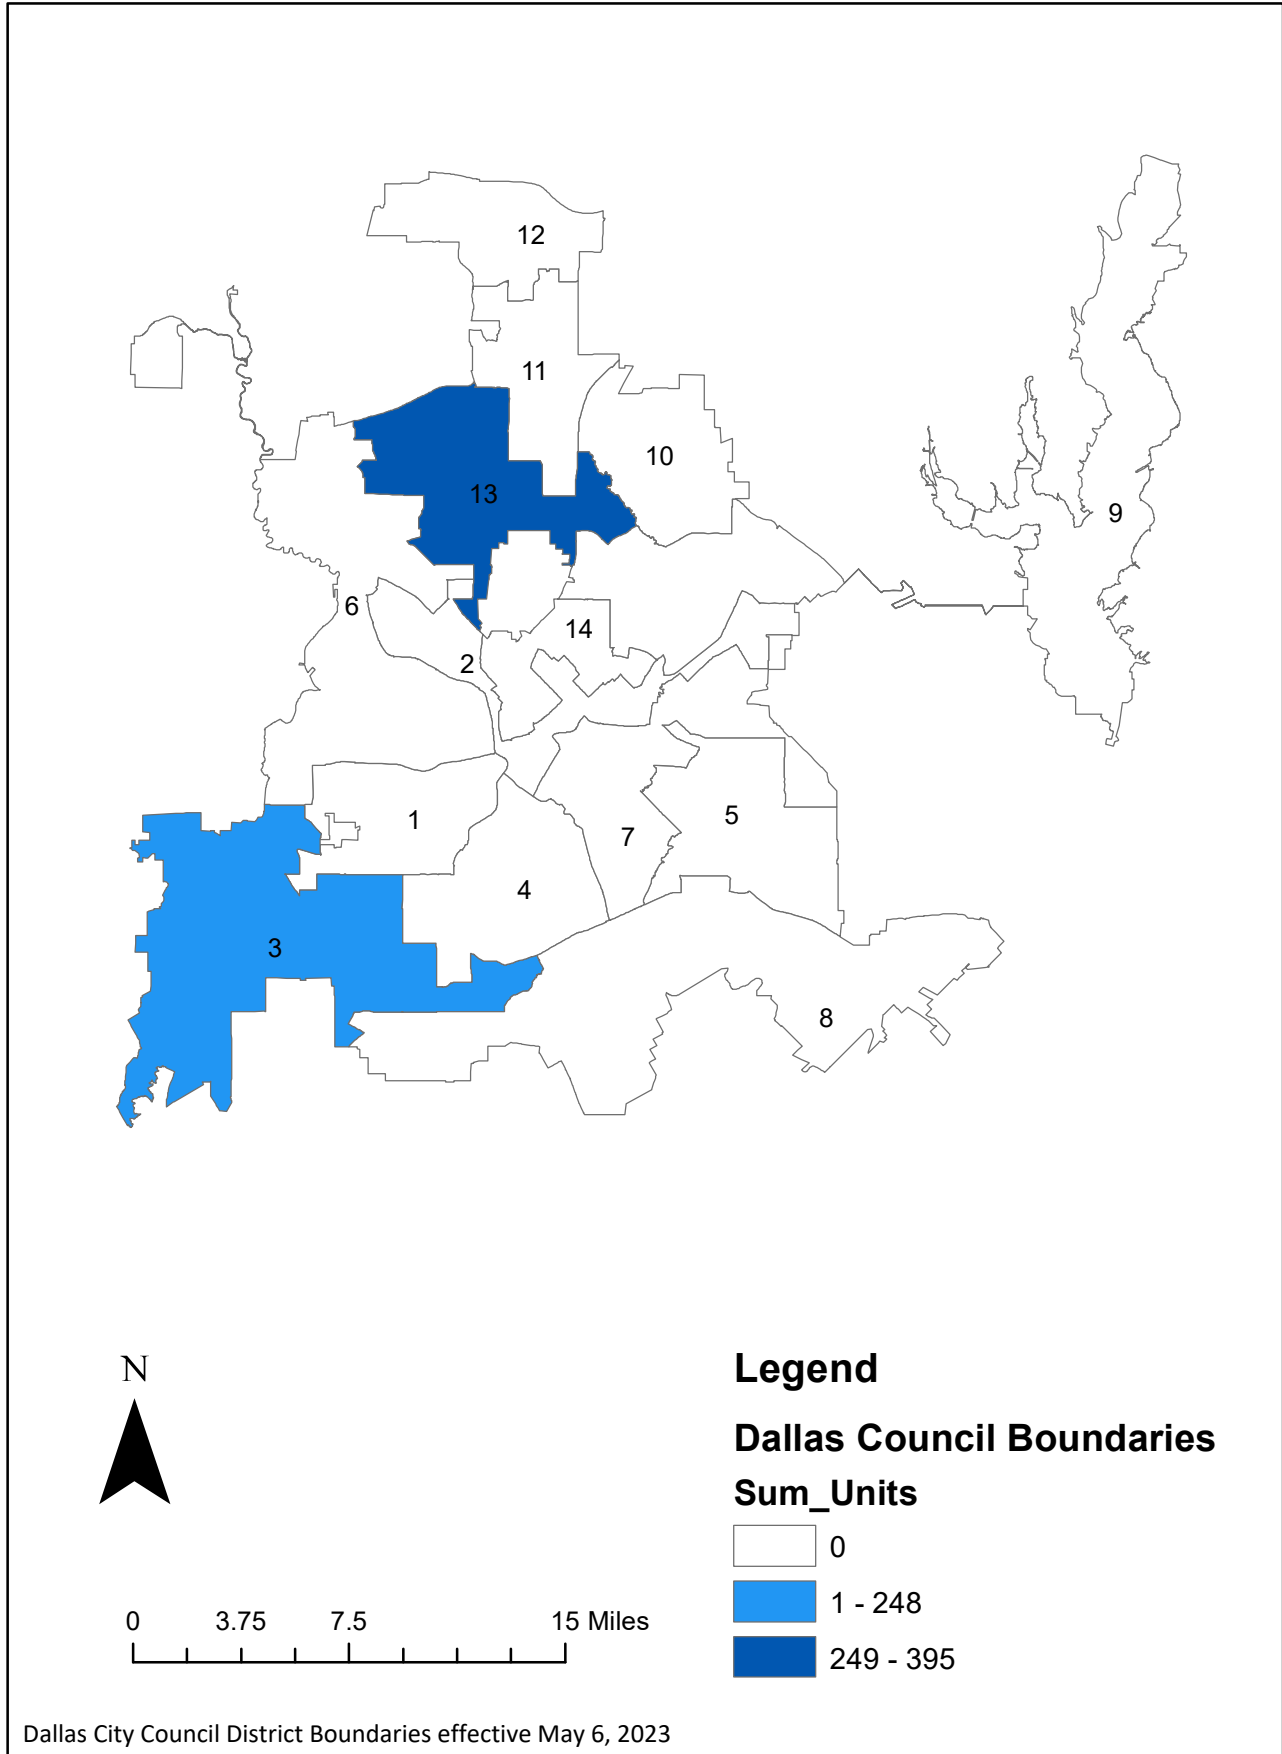 12
11
10
13
9
6
14
2
1
5
7
4
3
8
N
Legend
Dallas Council Boundaries
Sum_Units
0
1 - 248
249 - 395
0 3.75 7.5 15 Miles
Dallas City Council District Boundaries effective May 6, 2023